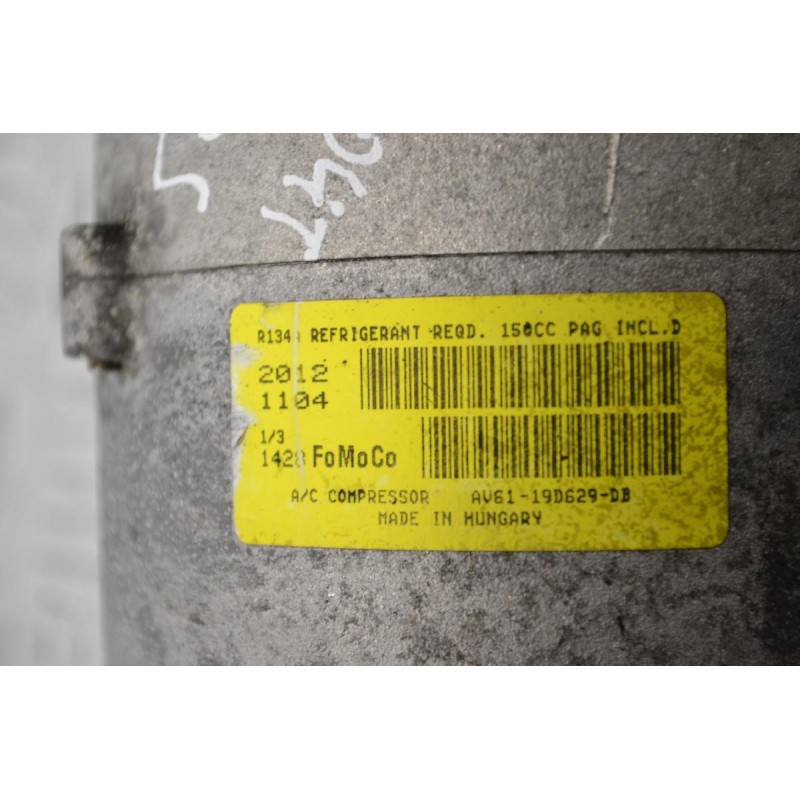 R134A REFRIGERANT REQD. 150CC PAG INCL.D
2012
1104
1/3
1428 FoMoCo
A/C COMPRESSOR AV61-19D629-DB
MADE IN HUNGARY